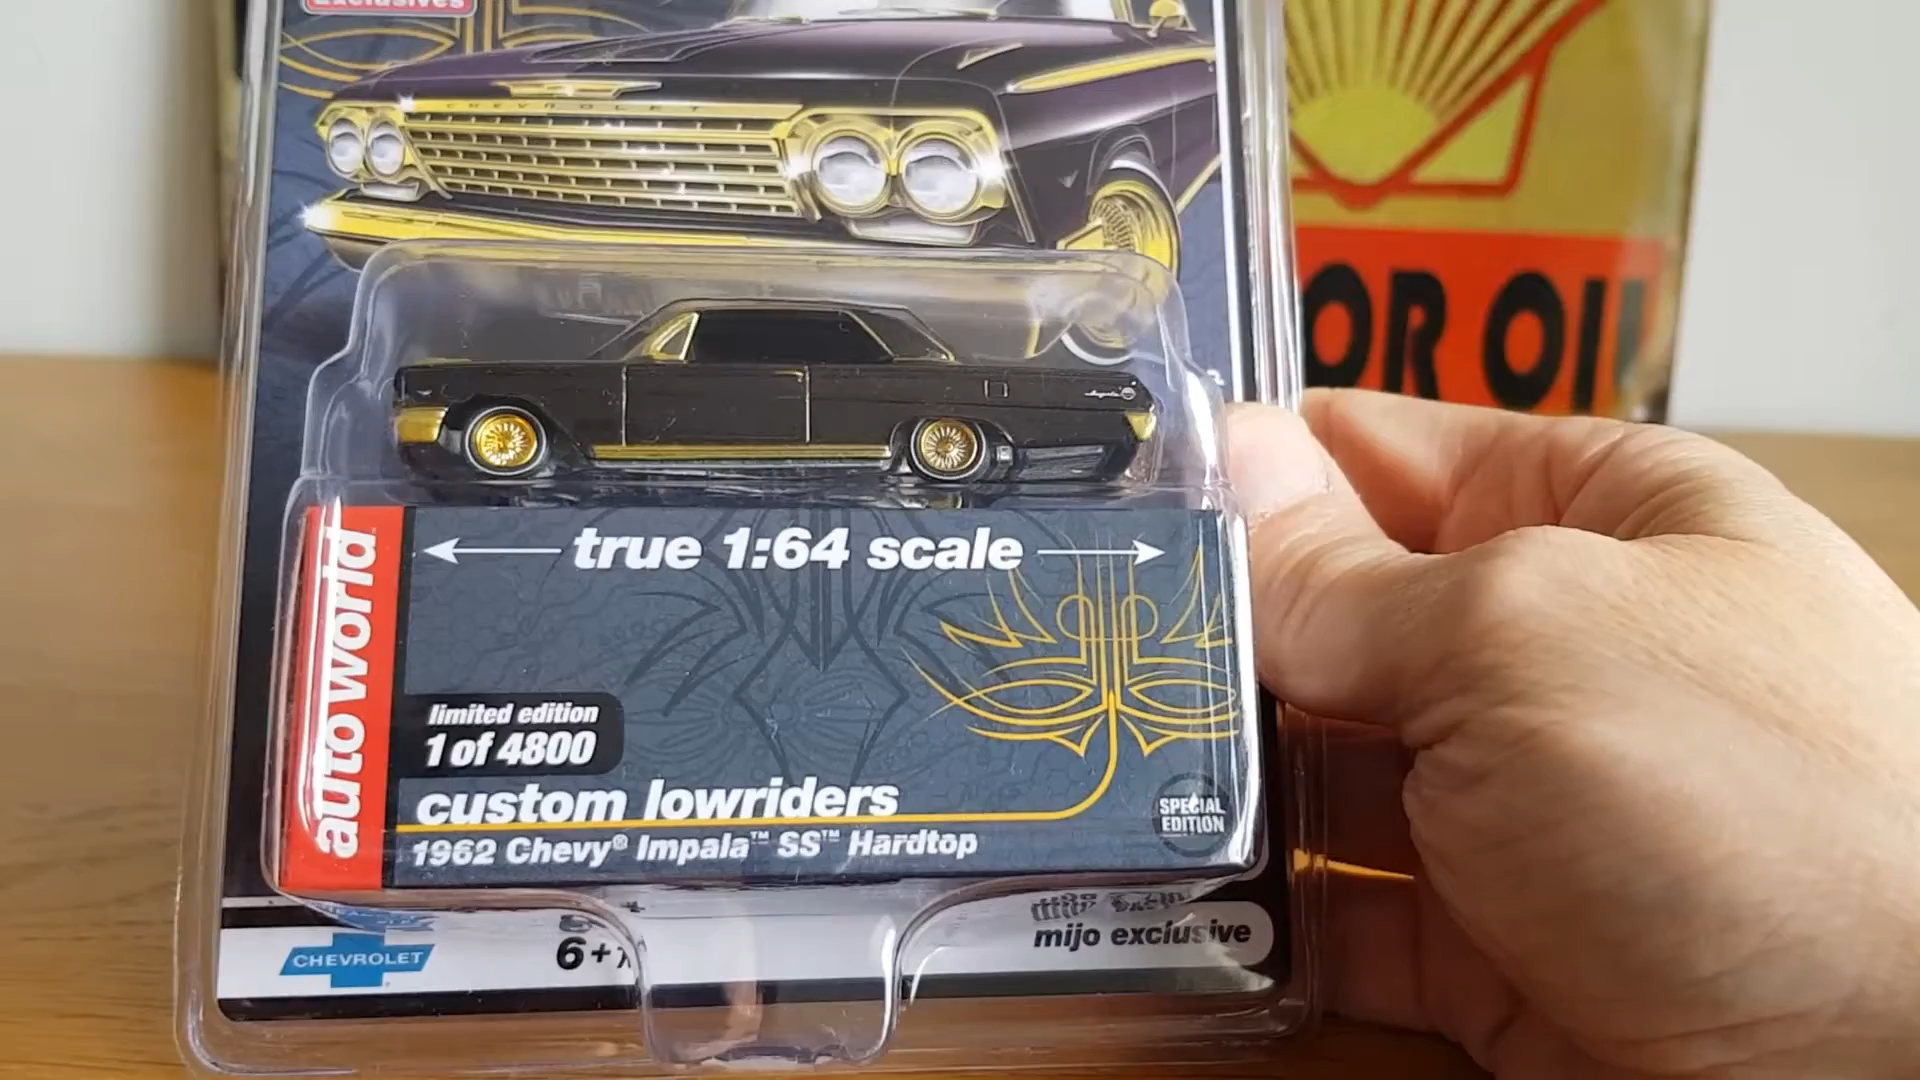 Exclusives
CHEVROLET
OR OI
Impala
true 1:64 scale
auto world
limited edition
1 of 4800
custom lowriders
1962 Chevy® Impala™ SS™ Hardtop
SPECIAL
EDITION
CHEVROLET
6+
mijo exclusive